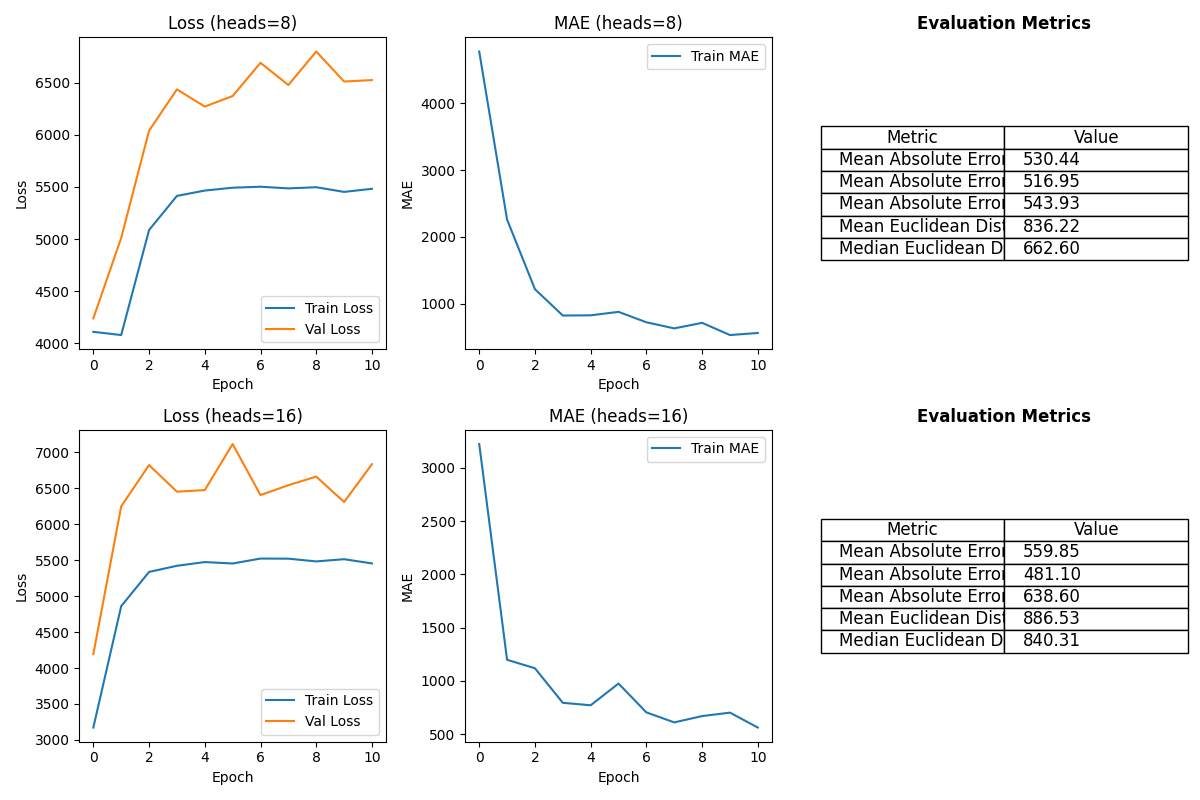 Loss (heads=8)
6500
6000
5500
5000
4500
4000
Loss
0 2 4 6 8 10
Epoch
Train Loss
Val Loss
MAE (heads=8)
4000
3000
2000
1000
MAE
0 2 4 6 8 10
Epoch
Train MAE
Evaluation Metrics
Metric Value
Mean Absolute Error 530.44
Mean Absolute Error 516.95
Mean Absolute Error 543.93
Mean Euclidean Dist 836.22
Median Euclidean D 662.60
Loss (heads=16)
7000
6500
6000
5500
5000
4500
4000
3500
3000
Loss
0 2 4 6 8 10
Epoch
Train Loss
Val Loss
MAE (heads=16)
3000
2500
2000
1500
1000
500
MAE
0 2 4 6 8 10
Epoch
Train MAE
Evaluation Metrics
Metric Value
Mean Absolute Error 559.85
Mean Absolute Error 481.10
Mean Absolute Error 638.60
Mean Euclidean Dist 886.53
Median Euclidean D 840.31